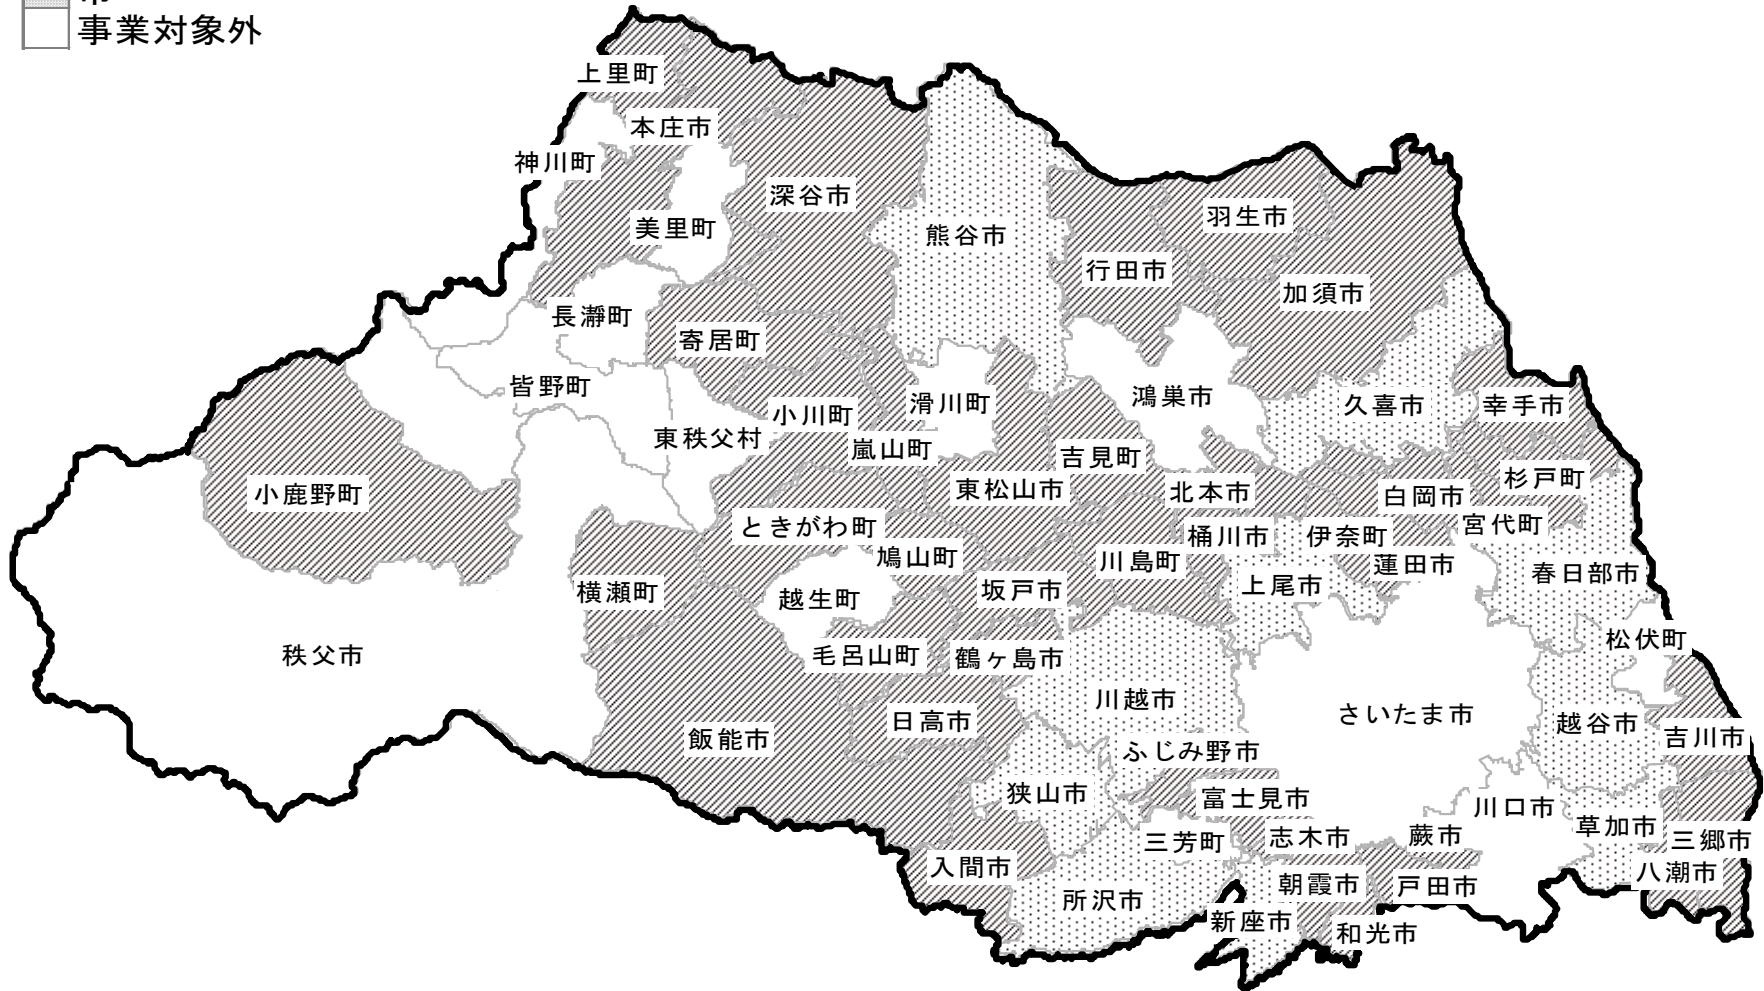 市
事業対象外
上里町
本庄市
神川町
深谷市
美里町
熊谷市
羽生市
行田市
加須市
長瀞町
寄居町
皆野町
小川町
滑川町
鴻巣市
久喜市
幸手市
東秩父村
嵐山町
吉見町
小鹿野町
東松山市
北本市
白岡市
杉戸町
ときがわ町
桶川市
伊奈町
宮代町
鳩山町
川島町
蓮田市
横瀬町
越生町
坂戸市
上尾市
春日部市
秩父市
毛呂山町
鶴ヶ島市
松伏町
川越市
さいたま市
飯能市
日高市
越谷市
吉川市
ふじみ野市
狭山市
富士見市
川口市
三芳町
志木市
蕨市
草加市
三郷市
入間市
八潮市
所沢市
朝霞市
戸田市
新座市
和光市